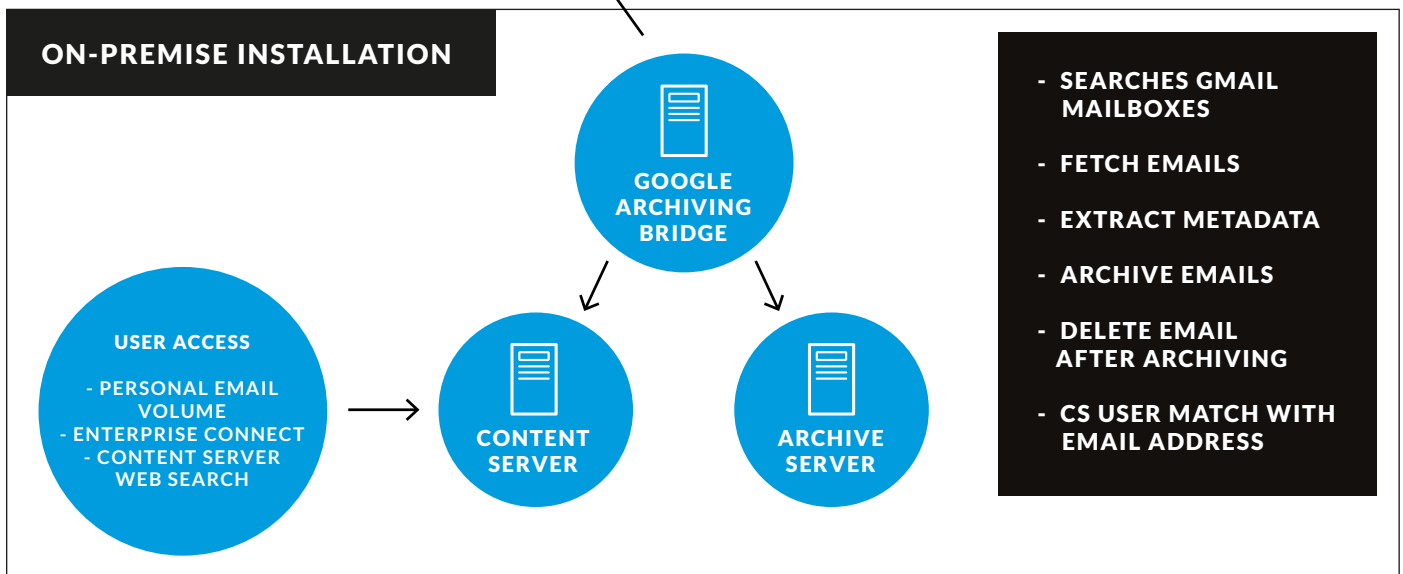 ON-PREMISE INSTALLATION
GOOGLE
ARCHIVING
BRIDGE
USER ACCESS
- PERSONAL EMAIL
VOLUME
- ENTERPRISE CONNECT
- CONTENT SERVER
WEB SEARCH
CONTENT
SERVER
ARCHIVE
SERVER
- SEARCHES GMAIL
MAILBOXES
- FETCH EMAILS
- EXTRACT METADATA
- ARCHIVE EMAILS
- DELETE EMAIL
AFTER ARCHIVING
- CS USER MATCH WITH
EMAIL ADDRESS